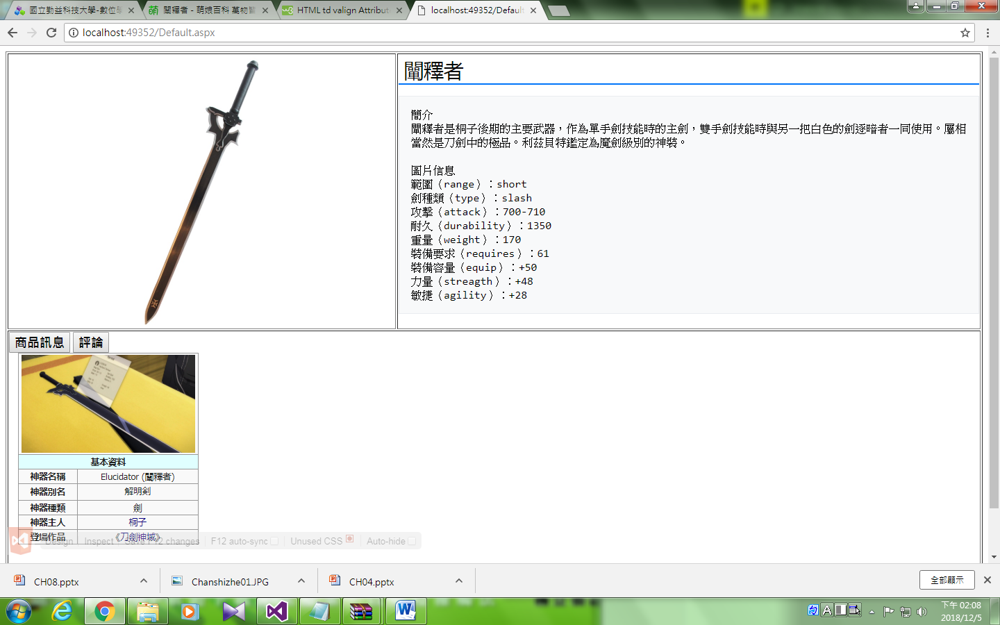 國立勤益科技大學-數位學
闡釋者 - 萌娘百科 萬物皆
HTML td valign Attribut
localhost:49352/Default
localhost:49352/Default.aspx
闡釋者
簡介
闡釋者是桐子後期的主要武器，作為單手劍技能時的主劍，雙手劍技能時與另一把白色的劍逐暗者一同使用。屬相
當然是刀劍中的極品。利茲貝特鑑定為魔劍級別的神裝。
圖片信息
範圍（range）：short
劍種類（type）：slash
攻擊（attack）：700-710
耐久（durability）：1350
重量（weight）：170
裝備要求（requires）：61
裝備容量（equip）：+50
力量（streagth）：+48
敏捷（agility）：+28
商品訊息 評論
基本資料
神器名稱 Elucidator (闡釋者)
神器別名 解明劍
神器種類 劍
神器主人 桐子
登場作品 《刀劍神域》
Design Inspect Save F12 changes F12 auto-sync Unused CSS Auto-hide
CH08.pptx
Chanshizhe01.JPG
CH04.pptx
全部顯示
下午 02:08
2018/12/5